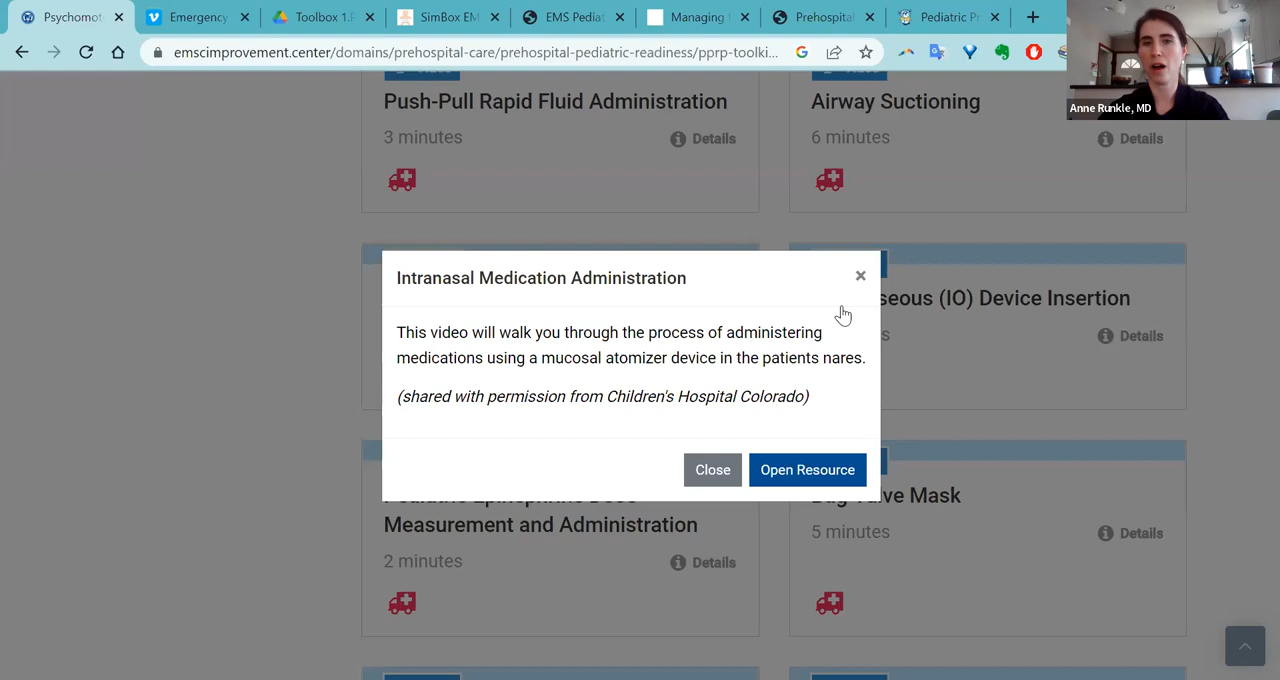 Psychomot
Emergency
Toolbox 1.
SimBox EM
EMS Pediat
Managing
Prehospital
Pediatric P
emscimprovement.center/domains/prehospital-care/prehospital-pediatric-readiness/pprp-toolki...
Anne Runkle, MD
Push-Pull Rapid Fluid Administration
Airway Suctioning
3 minutes
Details
6 minutes
Details
Intranasal Medication Administration
×
seous (IO) Device Insertion
This video will walk you through the process of administering
medications using a mucosal atomizer device in the patients nares.
s
Details
(shared with permission from Children's Hospital Colorado)
Close
Open Resource
Measurement and Administration
Mask
2 minutes
Details
5 minutes
Details